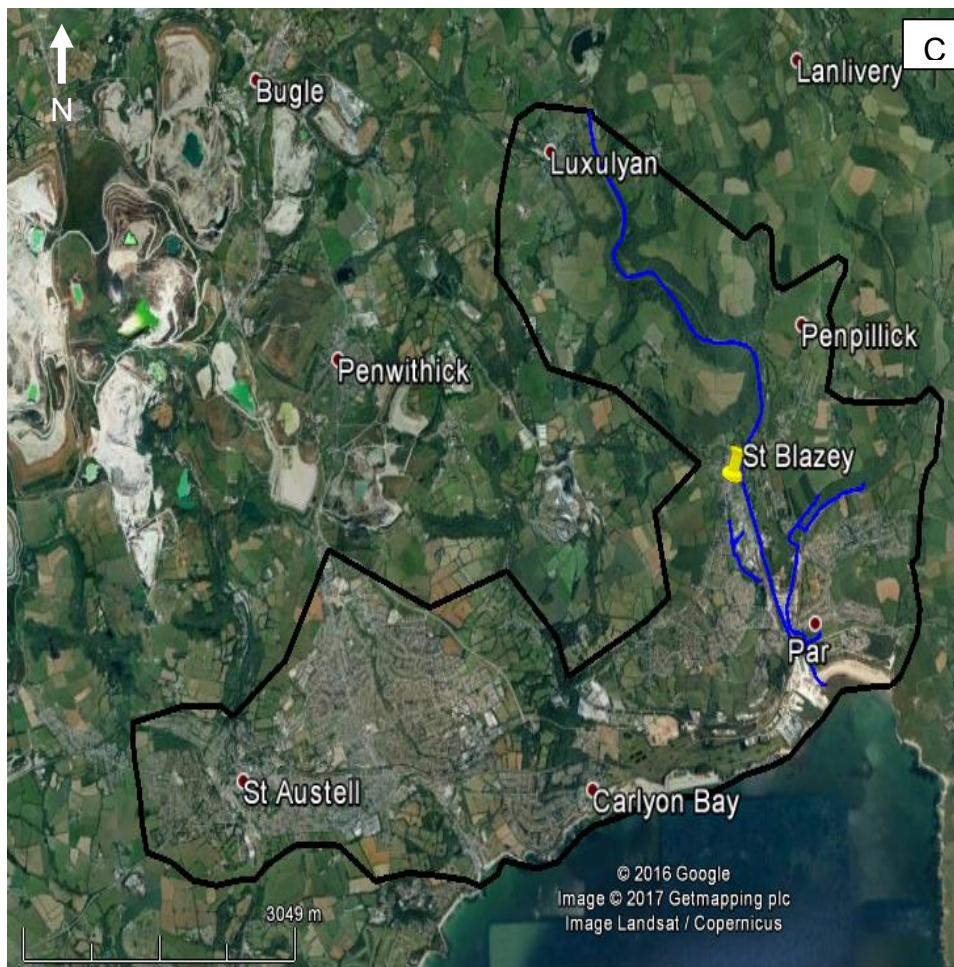 C
N
Bugle
Lanlivery
Luxulyan
Penpillick
Penwithick
St Blazey
Par
St Austell
Carlyon Bay
3049 m
© 2016 Google
Image © 2017 Getmapping plc
Image Landsat / Copernicus